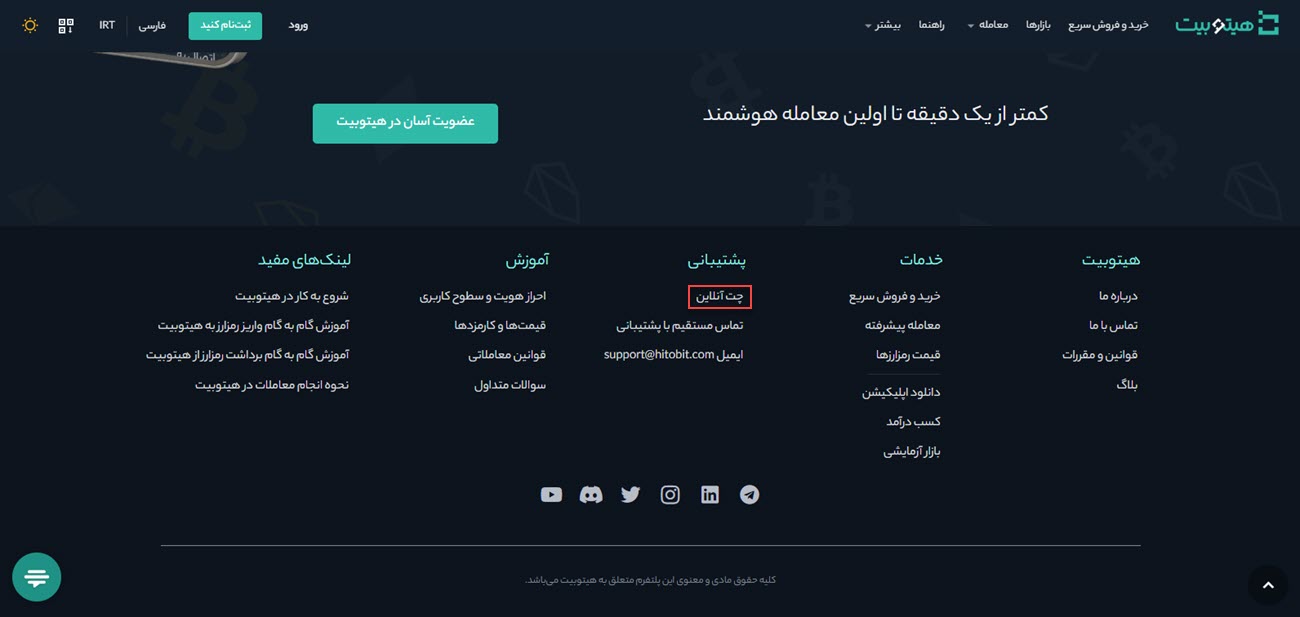 هیتوبیت
خرید و فروش سریع
بازارها
معامله
راهنما
بیشتر
ورود
ثبت‌نام کنید
فارسی
IRT
کمتر از یک دقیقه تا اولین معامله هوشمند
عضویت آسان در هیتوبیت
هیتوبیت
درباره ما
تماس با ما
قوانین و مقررات
بلاگ
خدمات
خرید و فروش سریع
معامله پیشرفته
قیمت رمزارزها
دانلود اپلیکیشن
کسب درآمد
بازار آزمایشی
پشتیبانی
چت آنلاین
تماس مستقیم با پشتیبانی
ایمیل support@hitobit.com
آموزش
احراز هویت و سطوح کاربری
قیمت‌ها و کارمزدها
قوانین معاملاتی
سوالات متداول
لینک‌های مفید
شروع به کار در هیتوبیت
آموزش گام به گام واریز رمزارز به هیتوبیت
آموزش گام به گام برداشت رمزارز از هیتوبیت
نحوه انجام معاملات در هیتوبیت
کلیه حقوق مادی و معنوی این پلتفرم متعلق به هیتوبیت می‌باشد.